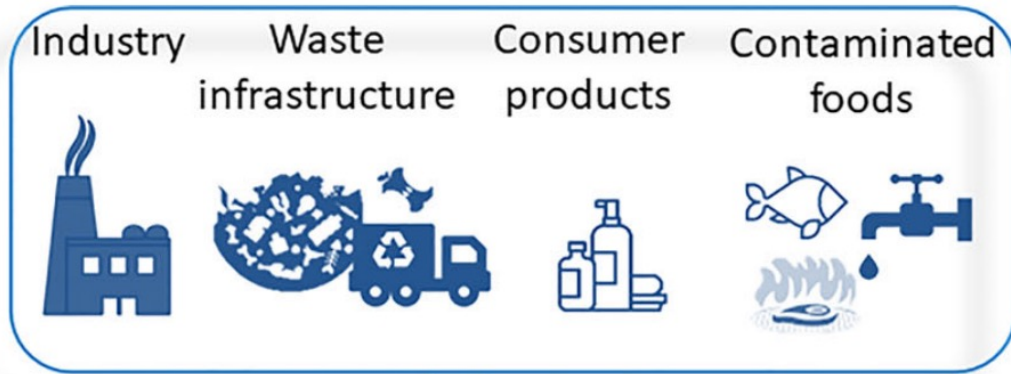 Industry
Waste
infrastructure
Consumer
products
Contaminated
foods